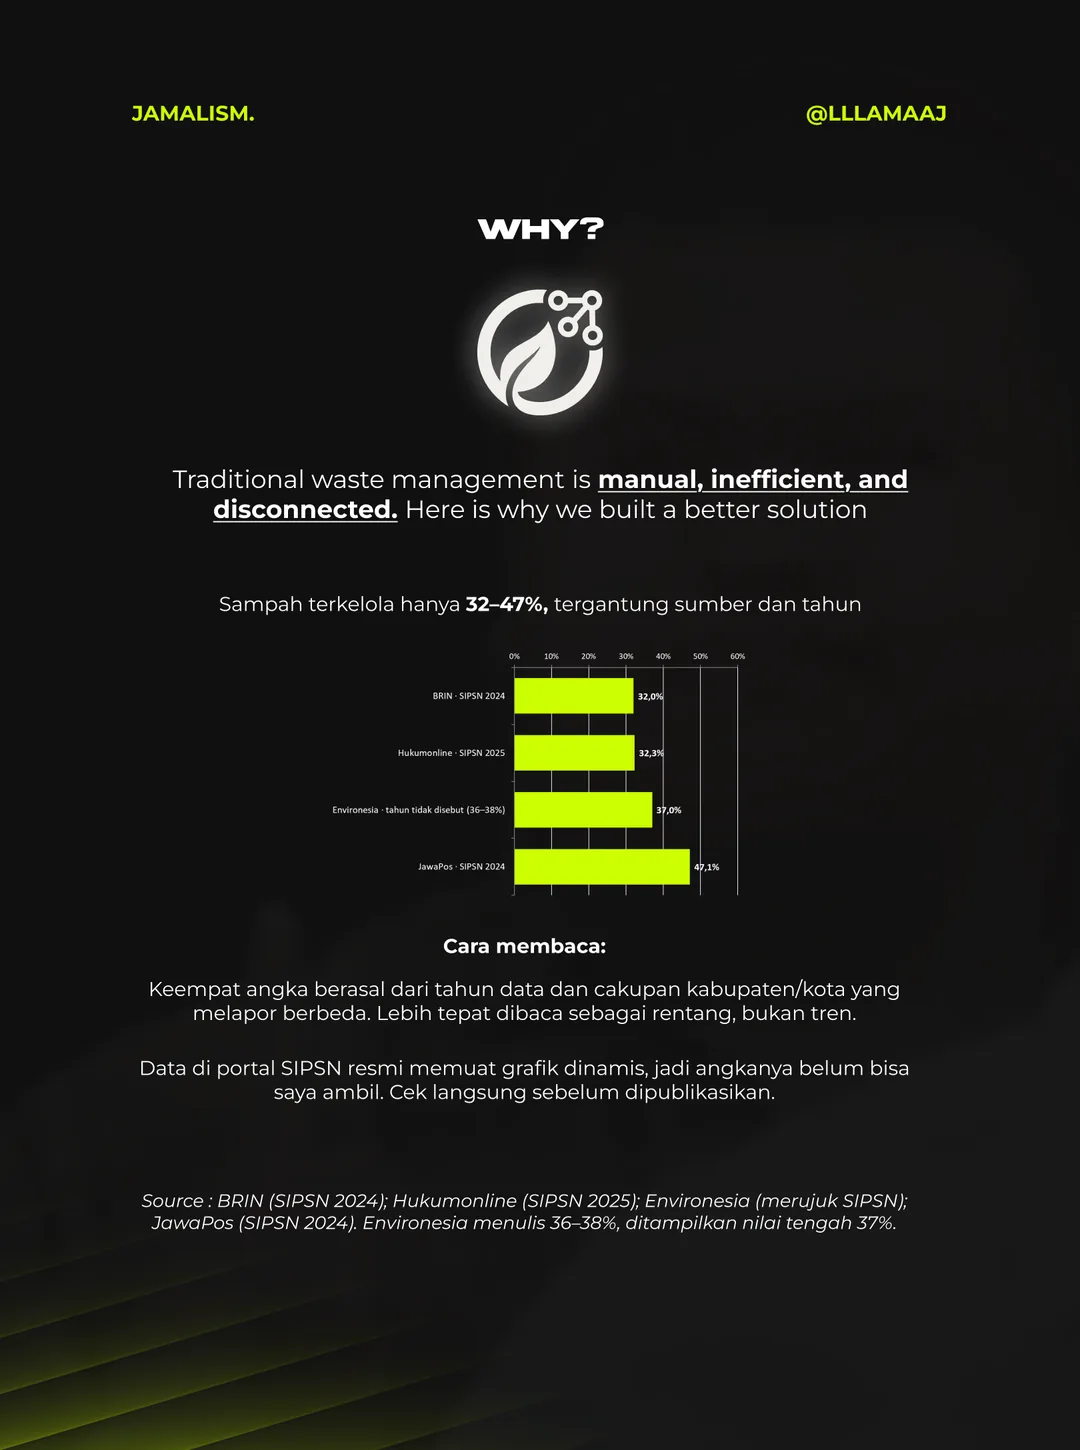 JAMALISM.
@LLLAMAAJ
WHY?
Traditional waste management is manual, inefficient, and
disconnected. Here is why we built a better solution
Sampah terkelola hanya 32–47%, tergantung sumber dan tahun
0% 10% 20% 30% 40% 50% 60%
BRIN · SIPSN 2024 32,0%
Hukumonline · SIPSN 2025 32,3%
Environesia · tahun tidak disebut (36–38%) 37,0%
JawaPos · SIPSN 2024 47,1%
Cara membaca:
Keempat angka berasal dari tahun data dan cakupan kabupaten/kota yang
melapor berbeda. Lebih tepat dibaca sebagai rentang, bukan tren.
Data di portal SIPSN resmi memuat grafik dinamis, jadi angkanya belum bisa
saya ambil. Cek langsung sebelum dipublikasikan.
Source : BRIN (SIPSN 2024); Hukumonline (SIPSN 2025); Environesia (merujuk SIPSN);
JawaPos (SIPSN 2024). Environesia menulis 36–38%, ditampilkan nilai tengah 37%.